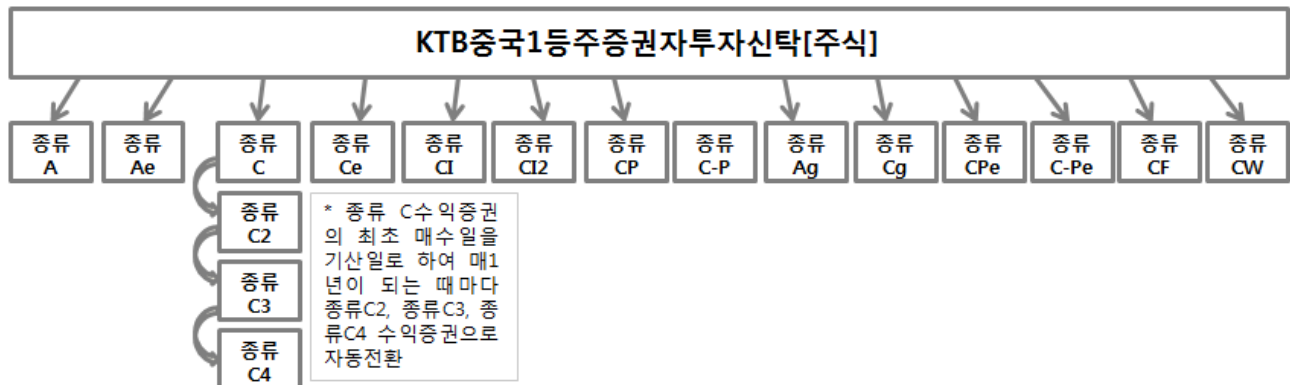 KTB중국1등주증권자투자신탁[주식]
종류
A
종류
Ae
종류
C
종류
Ce
종류
CI
종류
CI2
종류
CP
종류
C-P
종류
Ag
종류
Cg
종류
CPe
종류
C-Pe
종류
CF
종류
CW
종류
C2
종류
C3
종류
C4
* 종류 C수익증권
의 최초 매수일을
기산일로 하여 매1
년이 되는 때마다
종류C2, 종류C3, 종
류C4 수익증권으로
자동전환